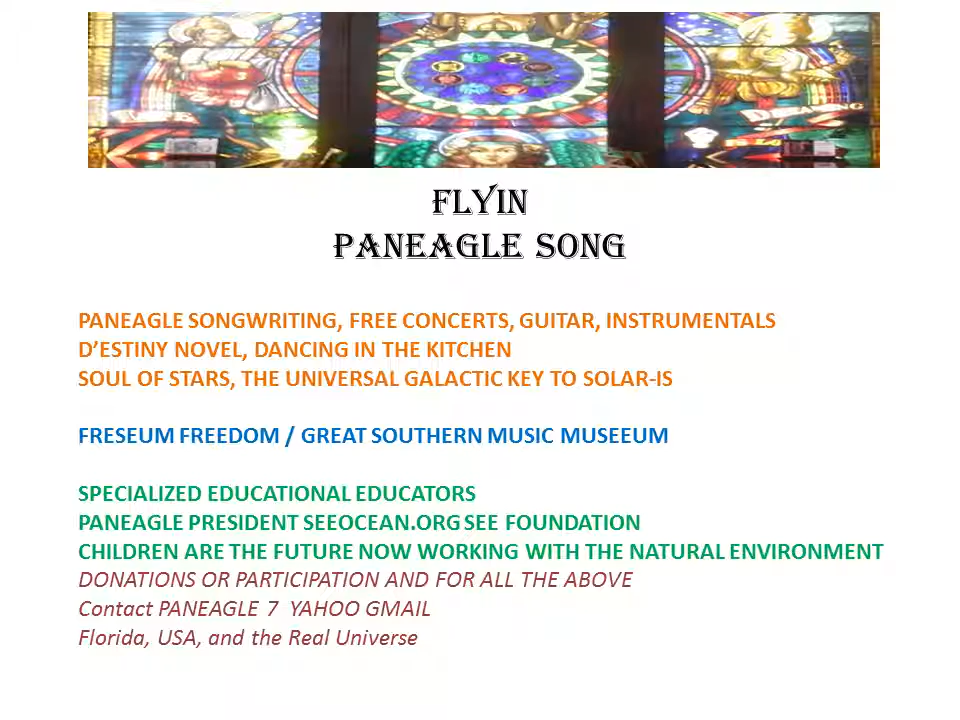 FLYIN
PANEAGLE SONG
PANEAGLE SONGWRITING, FREE CONCERTS, GUITAR, INSTRUMENTALS
D’ESTINY NOVEL, DANCING IN THE KITCHEN
SOUL OF STARS, THE UNIVERSAL GALACTIC KEY TO SOLAR-IS
FRESEUM FREEDOM / GREAT SOUTHERN MUSIC MUSEEUM
SPECIALIZED EDUCATIONAL EDUCATORS
PANEAGLE PRESIDENT SEEOCEAN.ORG SEE FOUNDATION
CHILDREN ARE THE FUTURE NOW WORKING WITH THE NATURAL ENVIRONMENT
DONATIONS OR PARTICIPATION AND FOR ALL THE ABOVE
Contact PANEAGLE 7  YAHOO GMAIL
Florida, USA, and the Real Universe